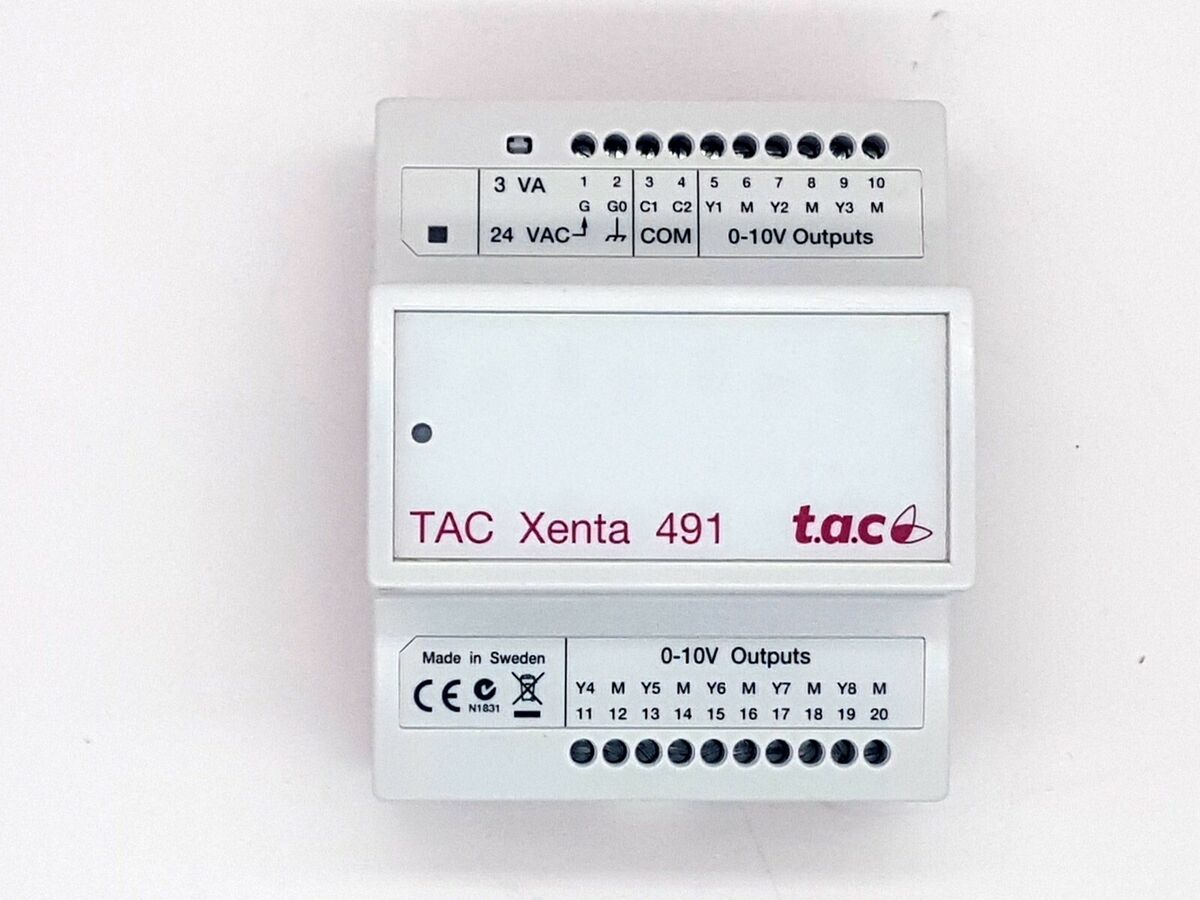 3 VA 1 2 3 4 5 6 7 8 9 10
G G0 C1 C2 Y1 M Y2 M Y3 M
24 VAC COM 0-10V Outputs
TAC Xenta 491 t.a.c
Made in Sweden 0-10V Outputs
CE N1831 Y4 M Y5 M Y6 M Y7 M Y8 M
11 12 13 14 15 16 17 18 19 20